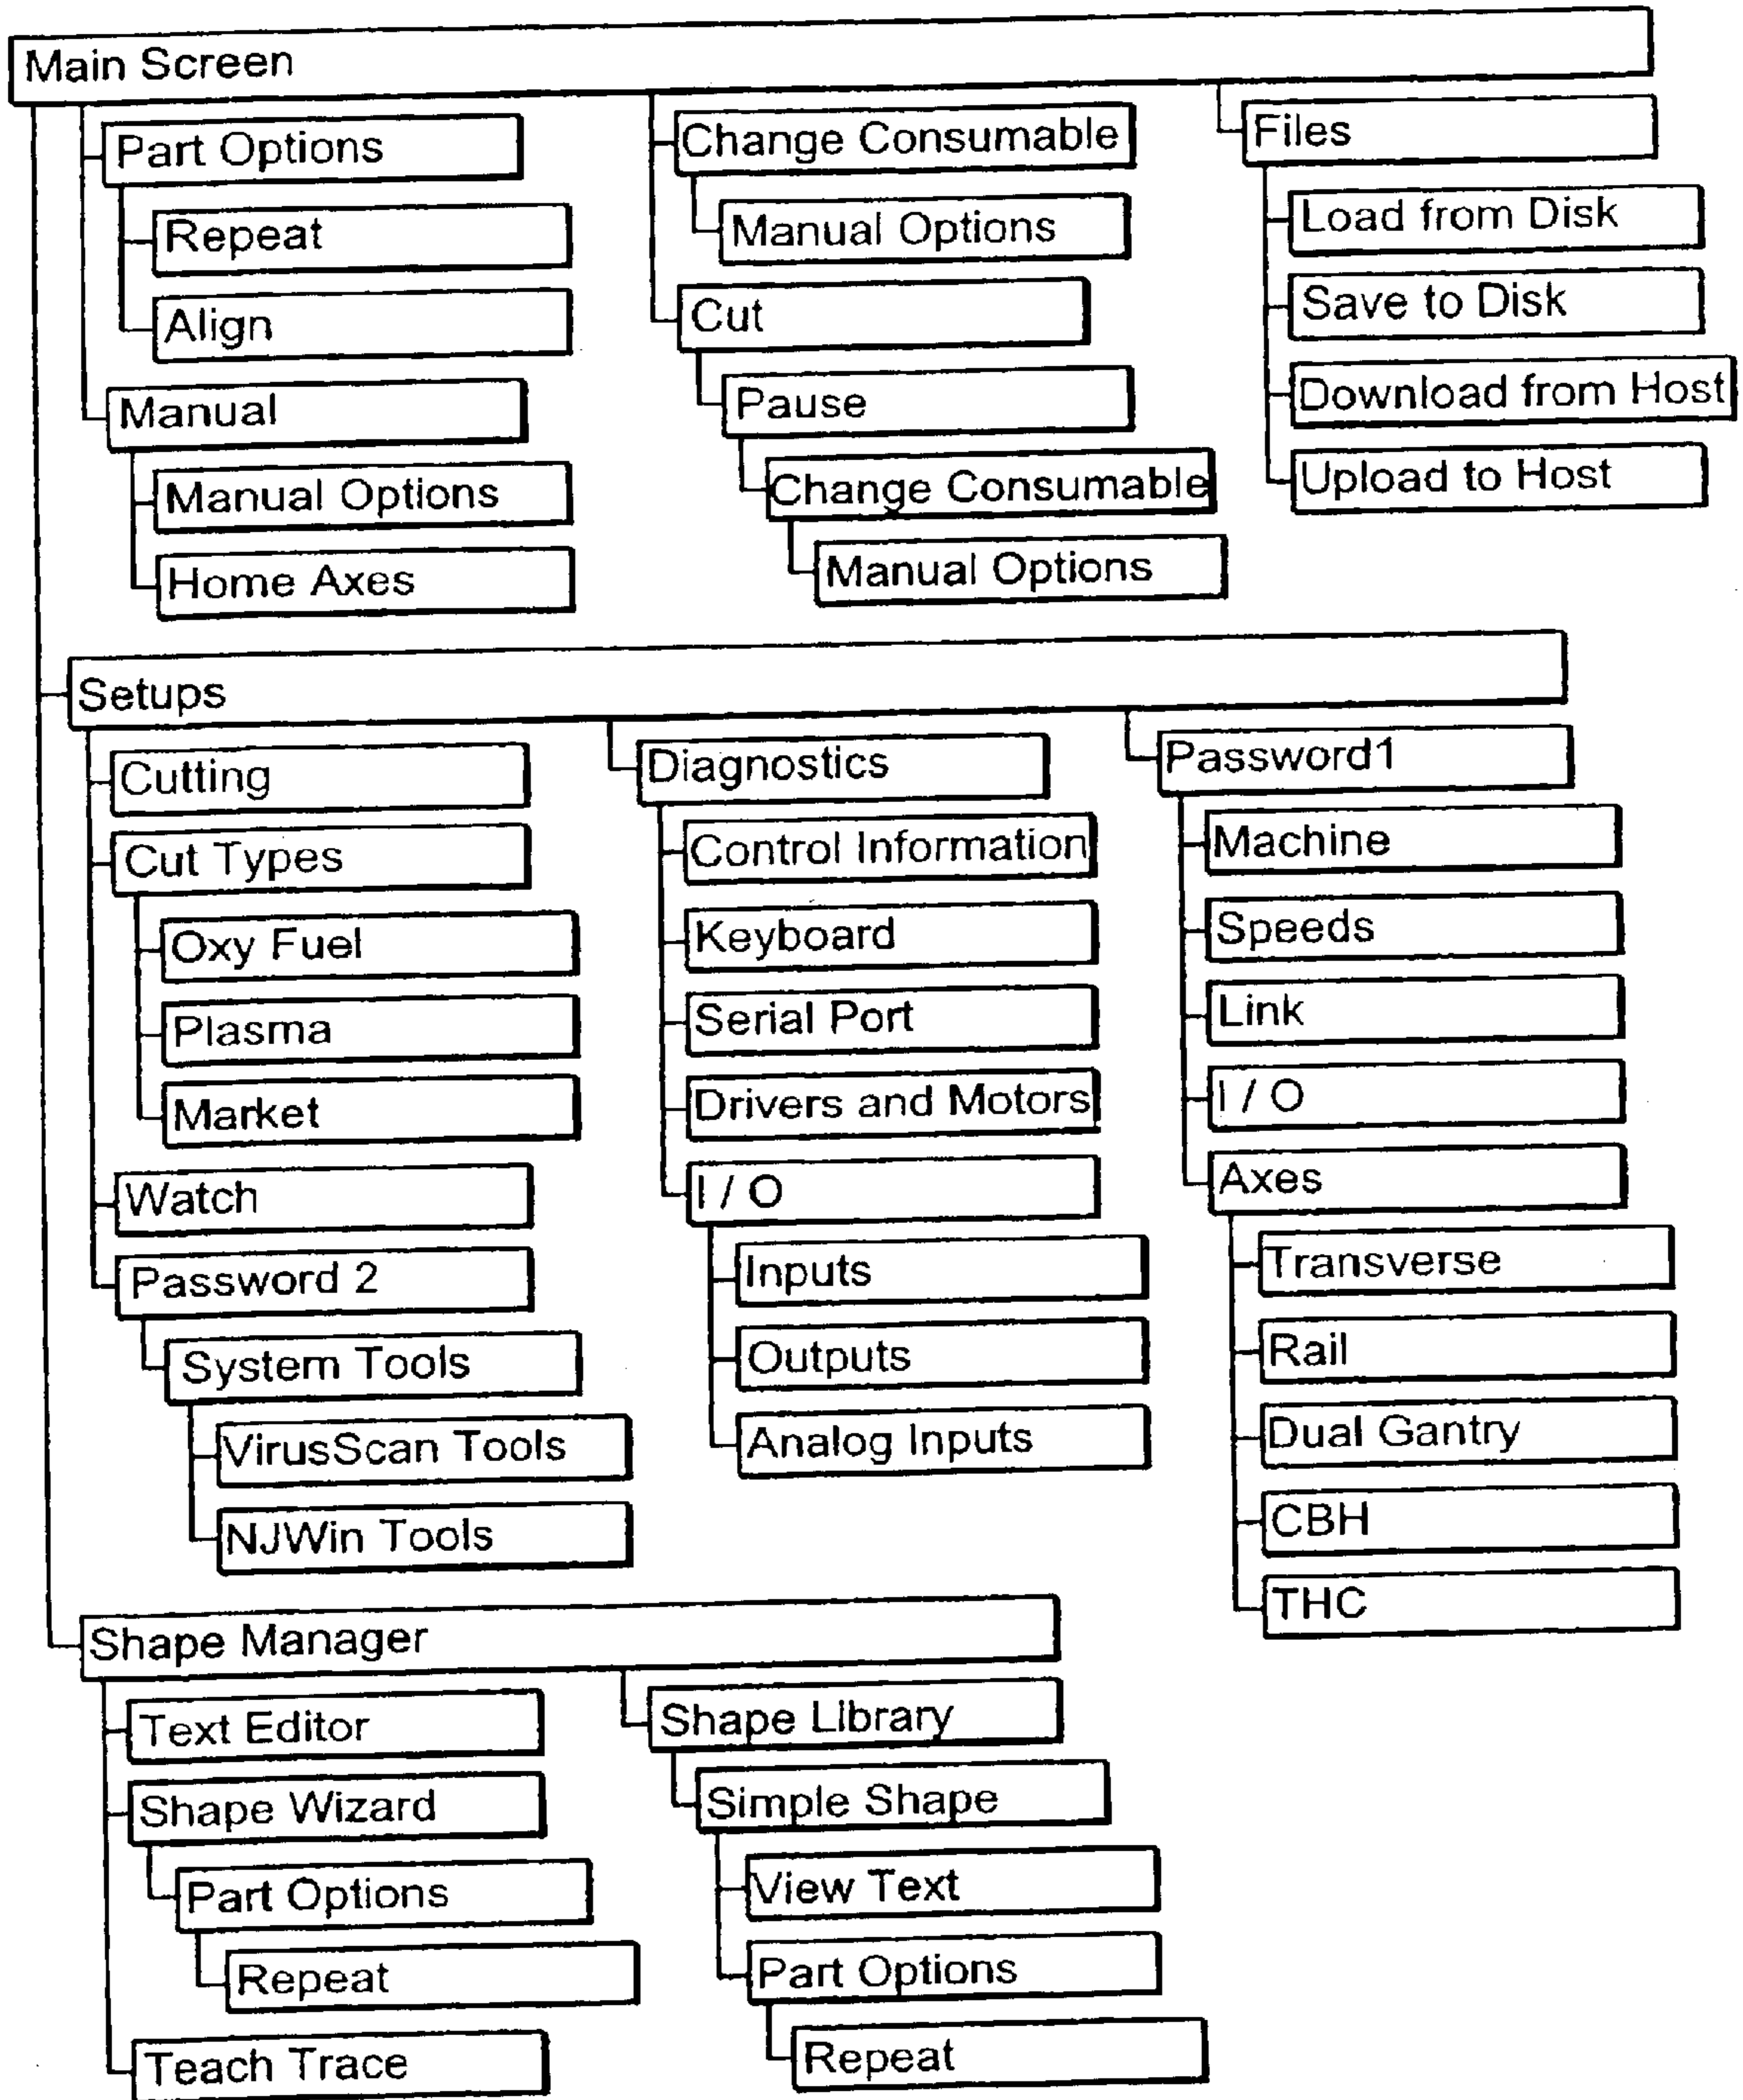 Main Screen
Part Options
Repeat
Align
Manual
Manual Options
Home Axes
Change Consumable
Manual Options
Cut
Pause
Change Consumable
Manual Options
Files
Load from Disk
Save to Disk
Download from Host
Upload to Host
Setups
Cutting
Cut Types
Oxy Fuel
Plasma
Market
Watch
Password 2
System Tools
VirusScan Tools
NJWin Tools
Diagnostics
Control Information
Keyboard
Serial Port
Drivers and Motors
I / O
Inputs
Outputs
Analog Inputs
Password1
Machine
Speeds
Link
I / O
Axes
Transverse
Rail
Dual Gantry
CBH
THC
Shape Manager
Text Editor
Shape Wizard
Part Options
Repeat
Teach Trace
Shape Library
Simple Shape
View Text
Part Options
Repeat